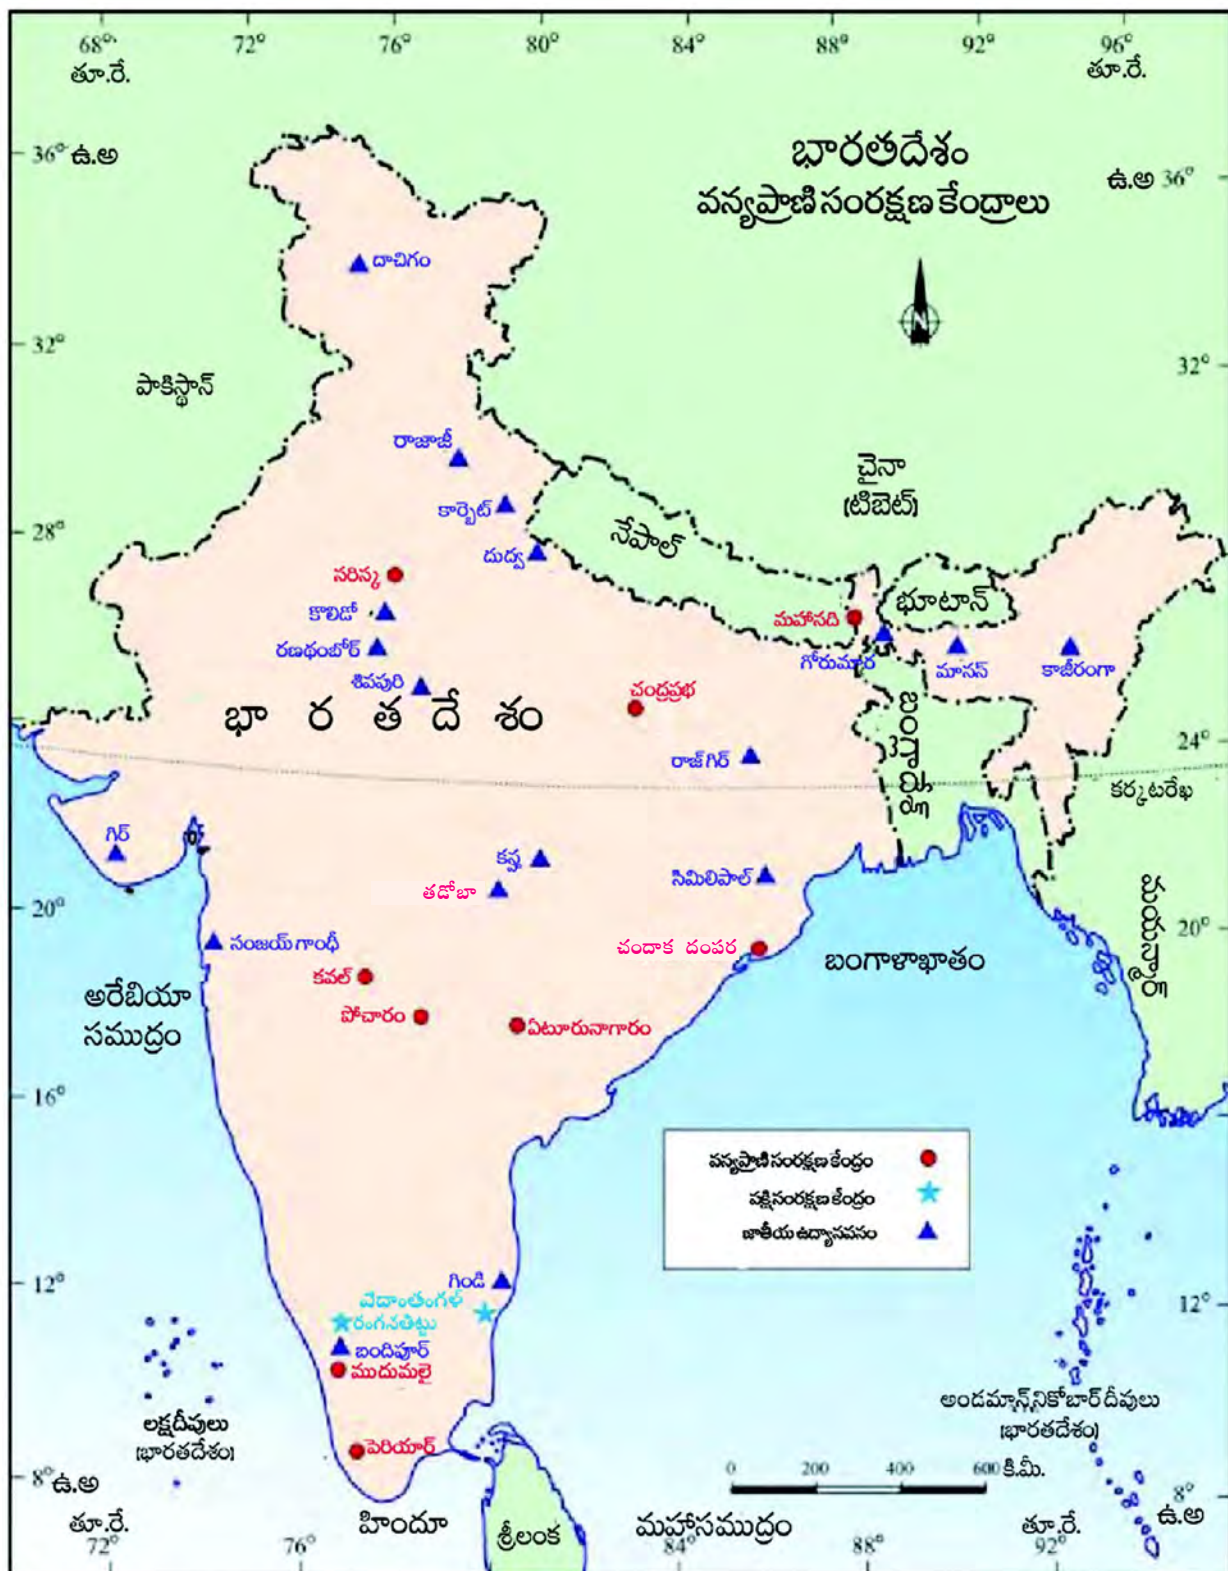 68° 72° 76° 80° 84° 88° 92° 96°
తూ.రే. తూ.రే.
36° ఉ.అ
ఉ.అ 36°
భారతదేశం
వన్యప్రాణి సంరక్షణ కేంద్రాలు
దాచిగం
N
32°
32°
పాకిస్థాన్
రాజాజీ
చైనా
(టిబెట్)
కార్బెట్
28°
28°
నేపాల్
దుద్వ
సరిస్క
భూటాన్
కొలిడో
మహానది
రణథంబోర్
గోరుమార
మానస్
కాజీరంగా
శివపురి
చంద్రప్రభ
భారతదేశం
రాజ్‌గిర్
24°
కర్కటరేఖ
గిర్
కన్హ
తడోబా
సిమిలిపాల్
20°
20°
సంజయ్ గాంధీ
చందాక దంపర
బంగాళాఖాతం
కవల్
అరేబియా
సముద్రం
పోచారం
ఏటూరునాగారం
16°
వన్యప్రాణి సంరక్షణ కేంద్రం
పక్షి సంరక్షణ కేంద్రం
జాతీయ ఉద్యానవనం
12°
గిండి
12°
వేదాంతంగళ్
రంగనతిట్టు
బందిపూర్
ముదుమలై
లక్షదీవులు
(భారతదేశం)
అండమాన్ నికోబార్ దీవులు
(భారతదేశం)
పెరియార్
0 200 400 600 కి.మీ.
8° ఉ.అ
8°
ఉ.అ
తూ.రే.
హిందూ
శ్రీలంక
మహాసముద్రం
తూ.రే.
72° 76° 84° 88° 92°